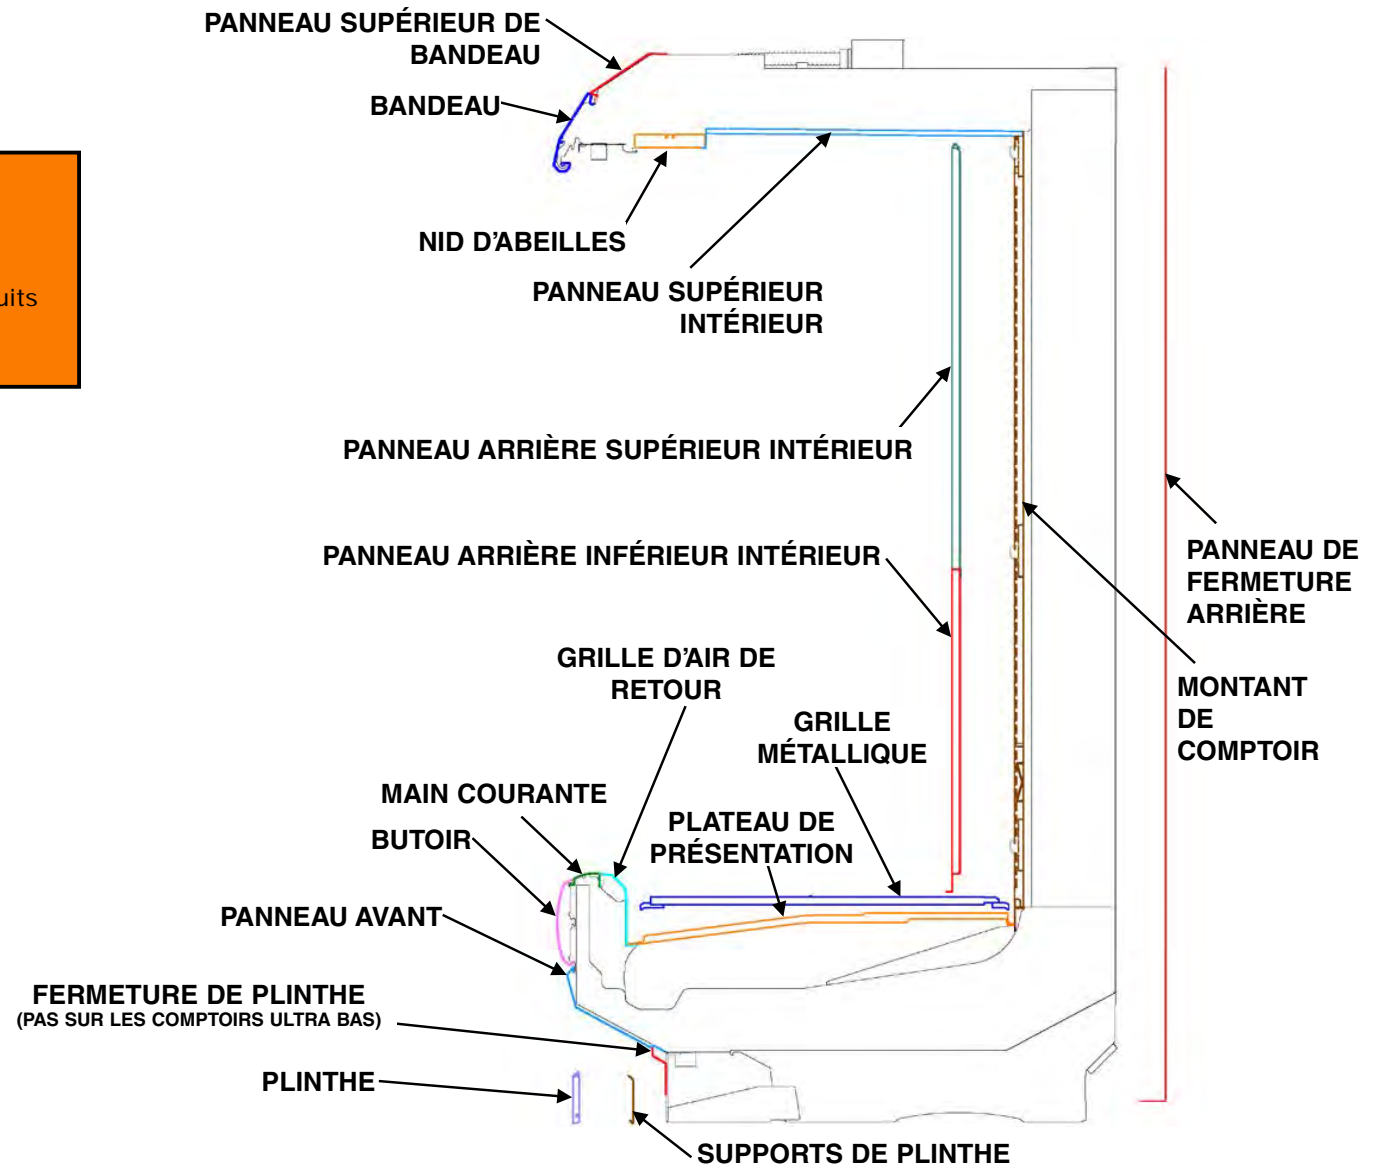 PANNEAU SUPÉRIEUR DE
BANDEAU
BANDEAU
uits
NID D’ABEILLES
PANNEAU SUPÉRIEUR
INTÉRIEUR
PANNEAU ARRIÈRE SUPÉRIEUR INTÉRIEUR
PANNEAU ARRIÈRE INFÉRIEUR INTÉRIEUR
PANNEAU DE
FERMETURE
ARRIÈRE
GRILLE D’AIR DE
RETOUR
MONTANT
DE
COMPTOIR
GRILLE
MÉTALLIQUE
MAIN COURANTE
BUTOIR
PLATEAU DE
PRÉSENTATION
PANNEAU AVANT
FERMETURE DE PLINTHE
(PAS SUR LES COMPTOIRS ULTRA BAS)
PLINTHE
SUPPORTS DE PLINTHE